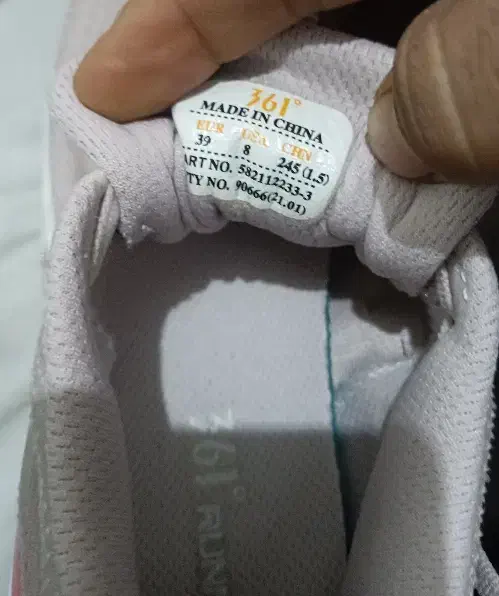 361°
MADE IN CHINA
EUR USA CHN
39 8 245 (1.5)
ART NO. 582112233-3
TY NO. 90666(21.01)
361° RUN